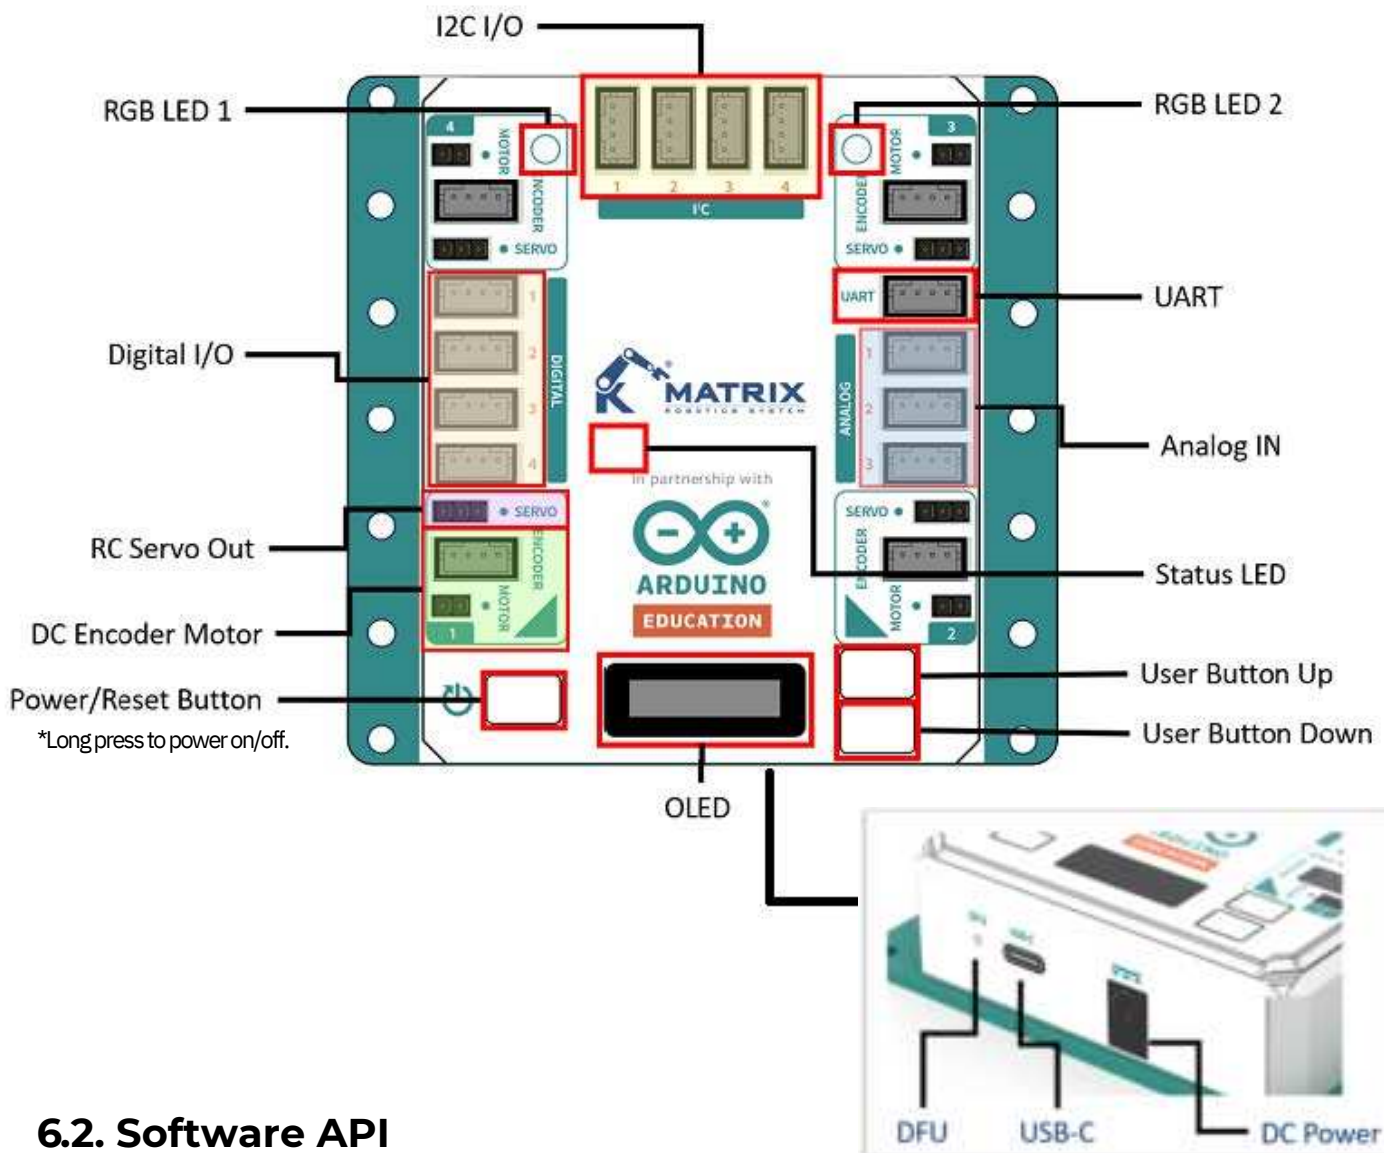 I2C I/O
RGB LED 1
RGB LED 2
4
MOTOR
NCODER
SERVO
1
2
3
4
I²C
3
MOTOR
ENCODER
SERVO
UART
UART
Digital I/O
1
2
3
4
DIGITAL
MATRIX
ROBOTICS SYSTEM
ANALOG
1
2
3
Analog IN
In partnership with
ARDUINO
EDUCATION
SERVO
RC Servo Out
ENCODER
MOTOR
1
DC Encoder Motor
SERVO
ENCODER
MOTOR
2
Status LED
Power/Reset Button
*Long press to power on/off.
User Button Up
User Button Down
OLED
DFU
USB-C
DC Power
6.2. Software API